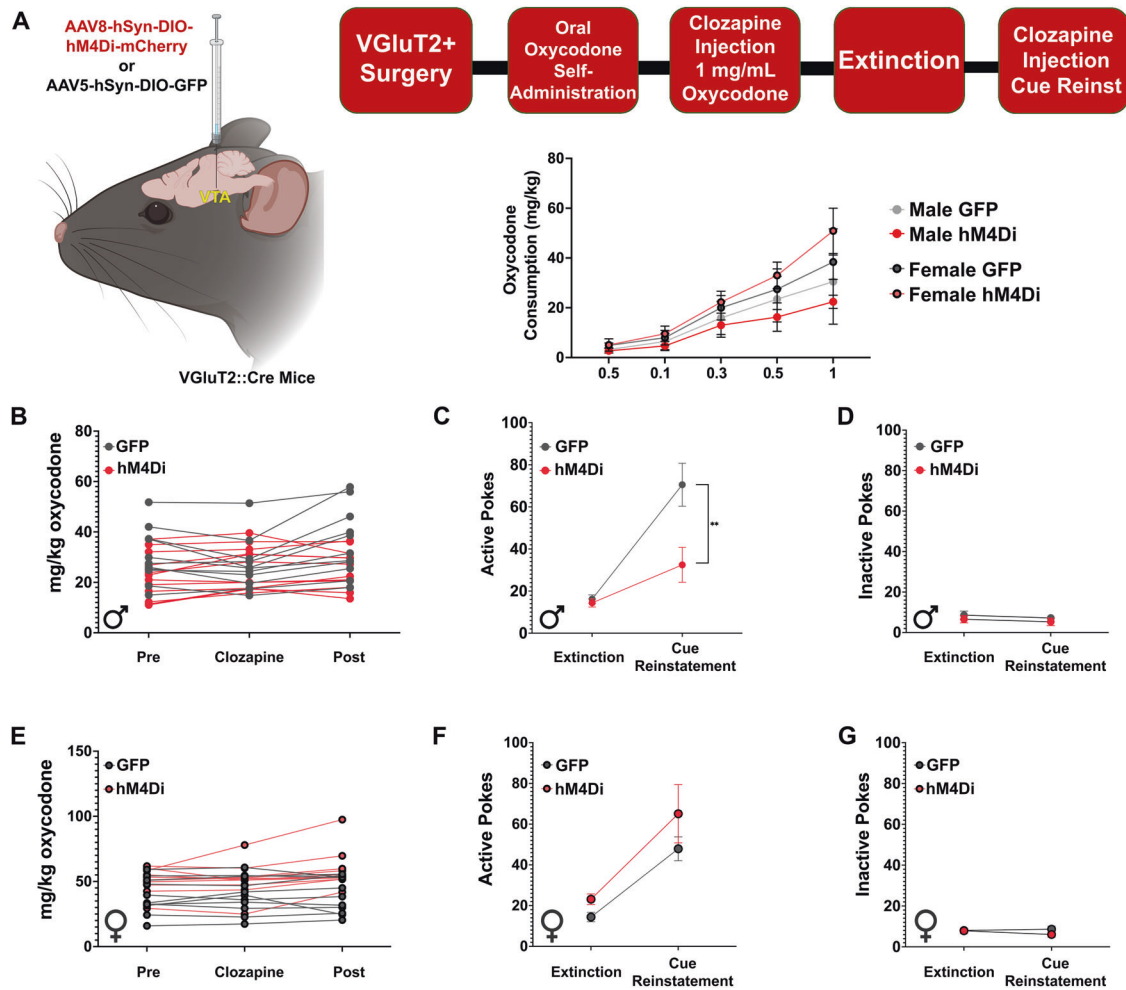 A
AAV8-hSyn-DIO-
hM4Di-mCherry
or
AAV5-hSyn-DIO-GFP
VTA
VGluT2::Cre Mice
VGluT2+
Surgery
Oral
Oxycodone
Self-
Administration
Clozapine
Injection
1 mg/mL
Oxycodone
Extinction
Clozapine
Injection
Cue Reinst
Oxycodone
Consumption (mg/kg)
80
60
40
20
0
0.5
0.1
0.3
0.5
1
Male GFP
Male hM4Di
Female GFP
Female hM4Di
B
mg/kg oxycodone
80
60
40
20
0
GFP
hM4Di
Pre
Clozapine
Post
C
Active Pokes
100
80
60
40
20
0
GFP
hM4Di
**
Extinction
Cue
Reinstatement
D
Inactive Pokes
100
80
60
40
20
0
GFP
hM4Di
Extinction
Cue
Reinstatement
E
mg/kg oxycodone
150
100
50
0
GFP
hM4Di
Pre
Clozapine
Post
F
Active Pokes
100
80
60
40
20
0
GFP
hM4Di
Extinction
Cue
Reinstatement
G
Inactive Pokes
100
80
60
40
20
0
GFP
hM4Di
Extinction
Cue
Reinstatement